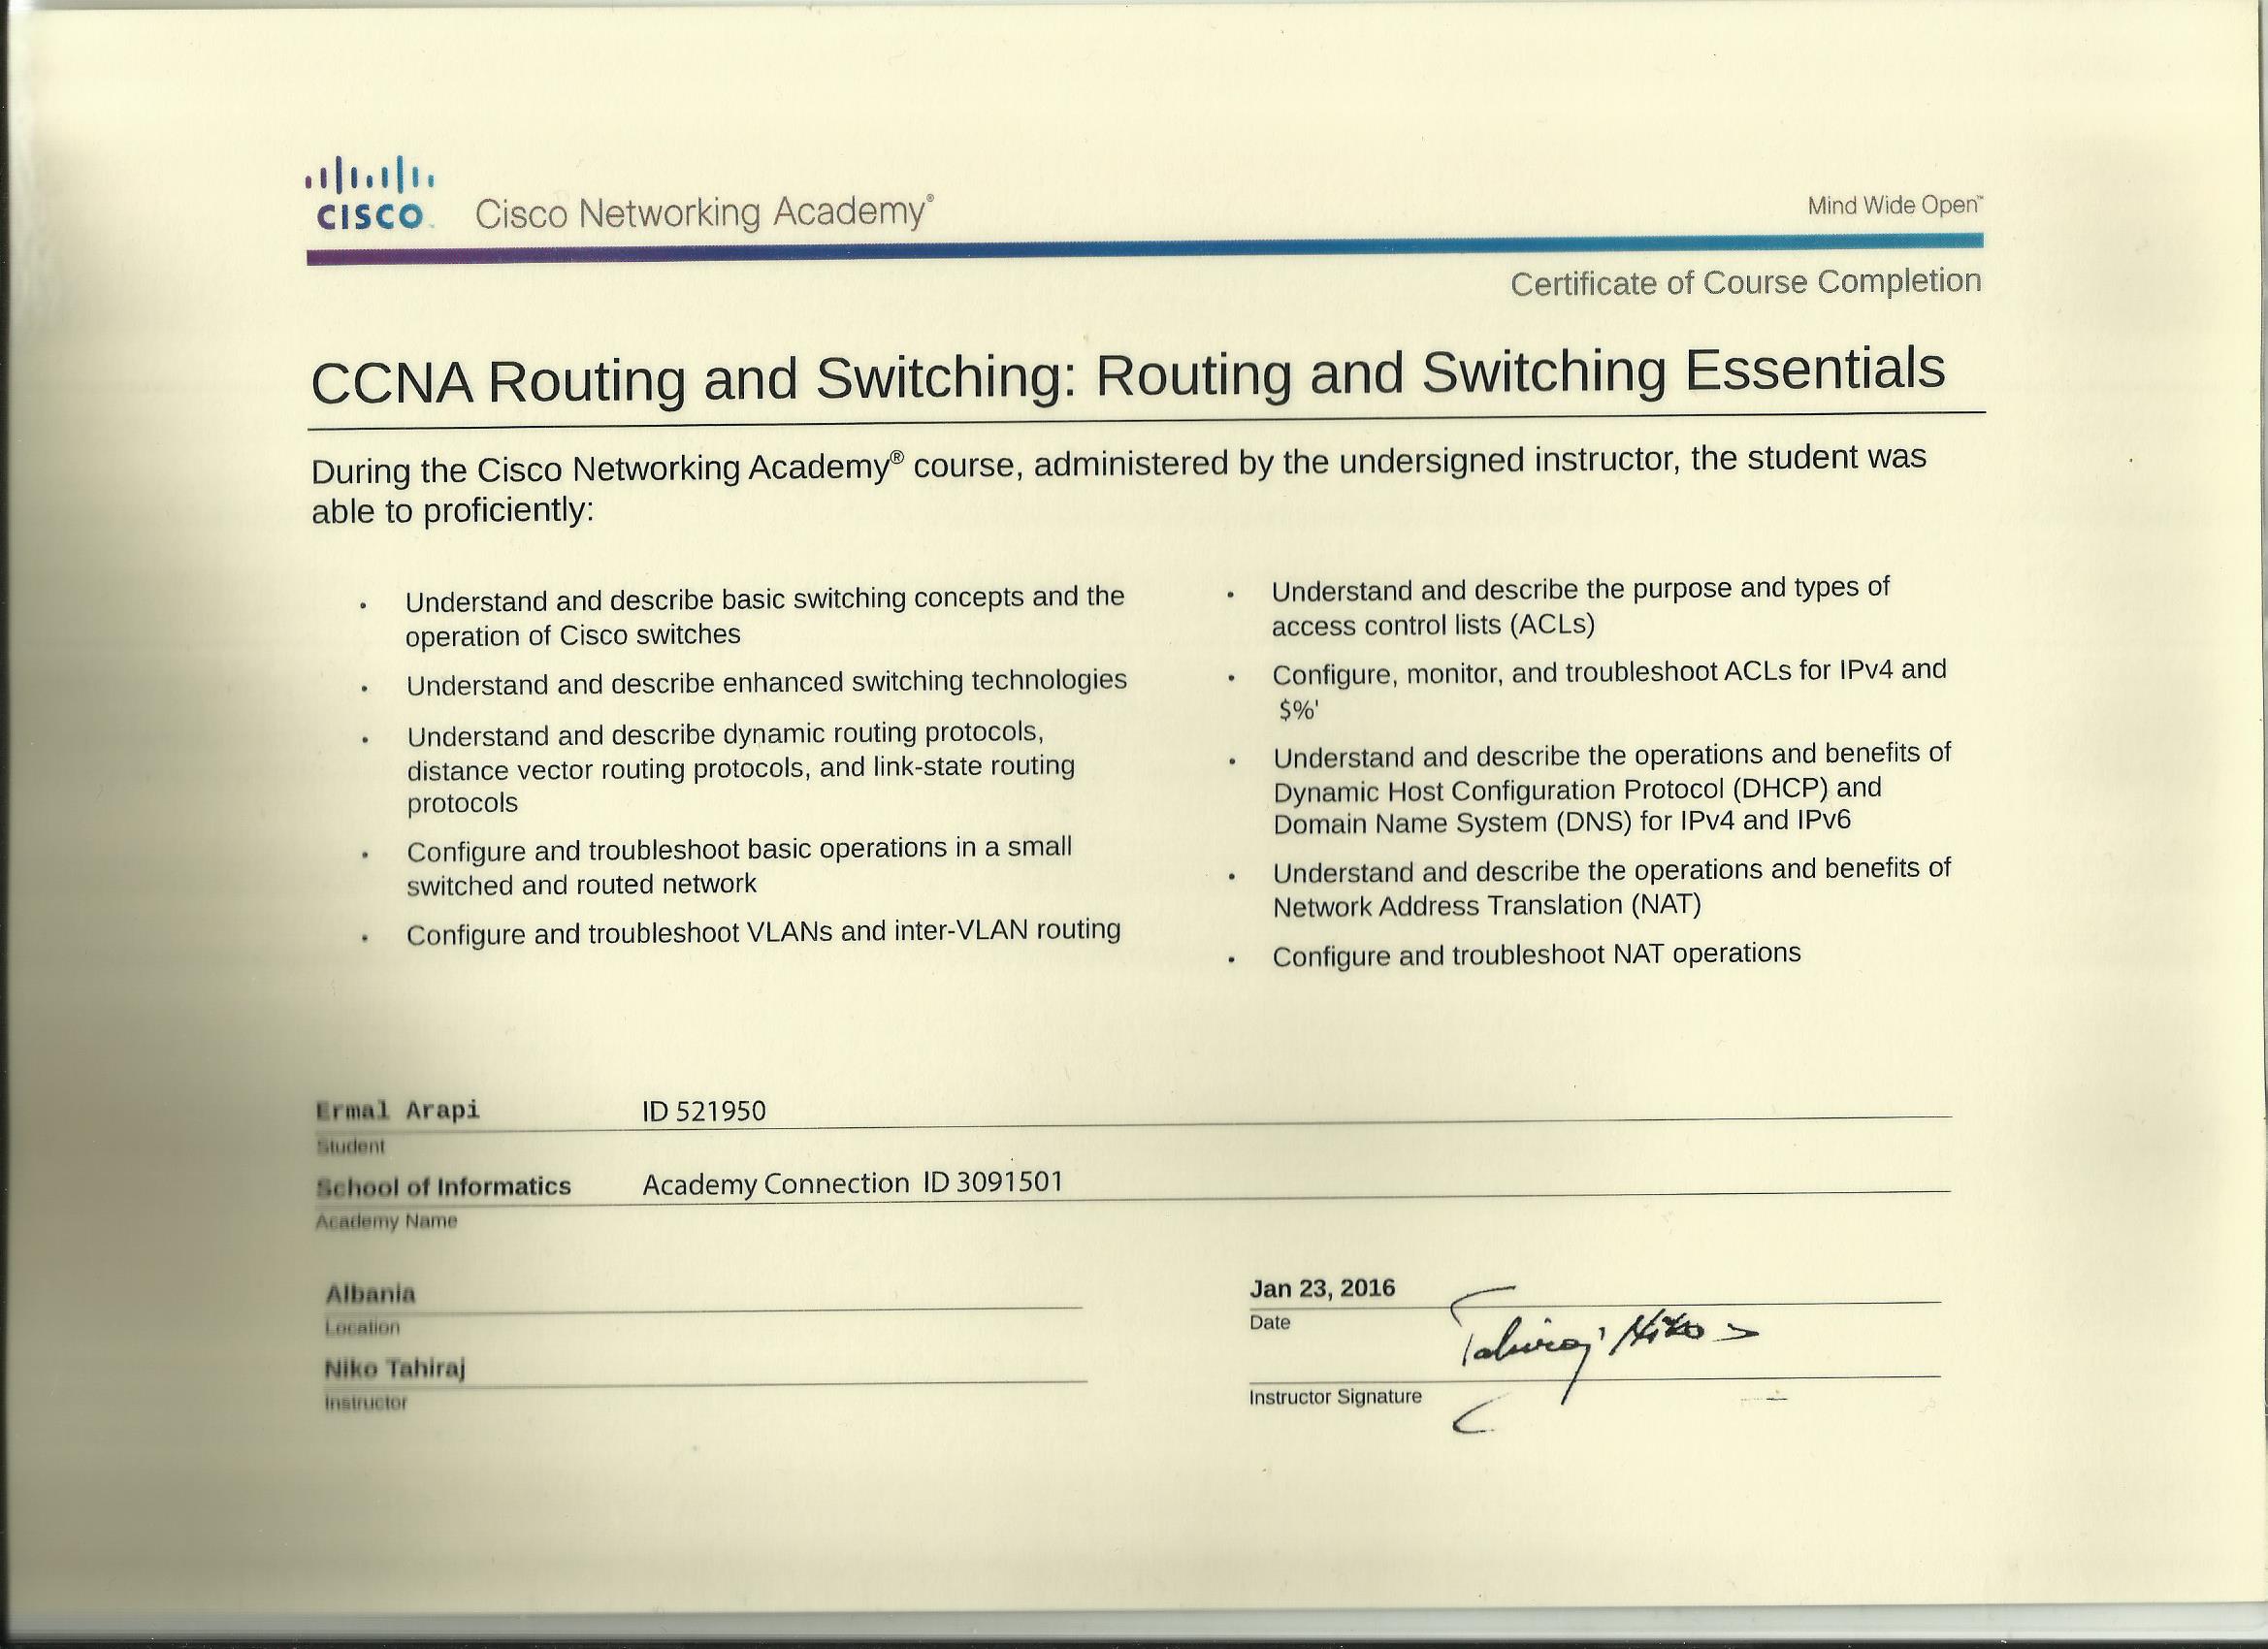 CISCO
Cisco Networking Academy®
Mind Wide Open™
Certificate of Course Completion
CCNA Routing and Switching: Routing and Switching Essentials
During the Cisco Networking Academy® course, administered by the undersigned instructor, the student was
able to proficiently:
• Understand and describe basic switching concepts and the
operation of Cisco switches
• Understand and describe enhanced switching technologies
• Understand and describe dynamic routing protocols,
distance vector routing protocols, and link-state routing
protocols
• Configure and troubleshoot basic operations in a small
switched and routed network
• Configure and troubleshoot VLANs and inter-VLAN routing
• Understand and describe the purpose and types of
access control lists (ACLs)
• Configure, monitor, and troubleshoot ACLs for IPv4 and
$%'
• Understand and describe the operations and benefits of
Dynamic Host Configuration Protocol (DHCP) and
Domain Name System (DNS) for IPv4 and IPv6
• Understand and describe the operations and benefits of
Network Address Translation (NAT)
• Configure and troubleshoot NAT operations
Ermal Arapi ID 521950
Student
School of Informatics Academy Connection ID 3091501
Academy Name
Albania
Location
Niko Tahiraj
Instructor
Jan 23, 2016
Date
Tahiraj Niko
Instructor Signature